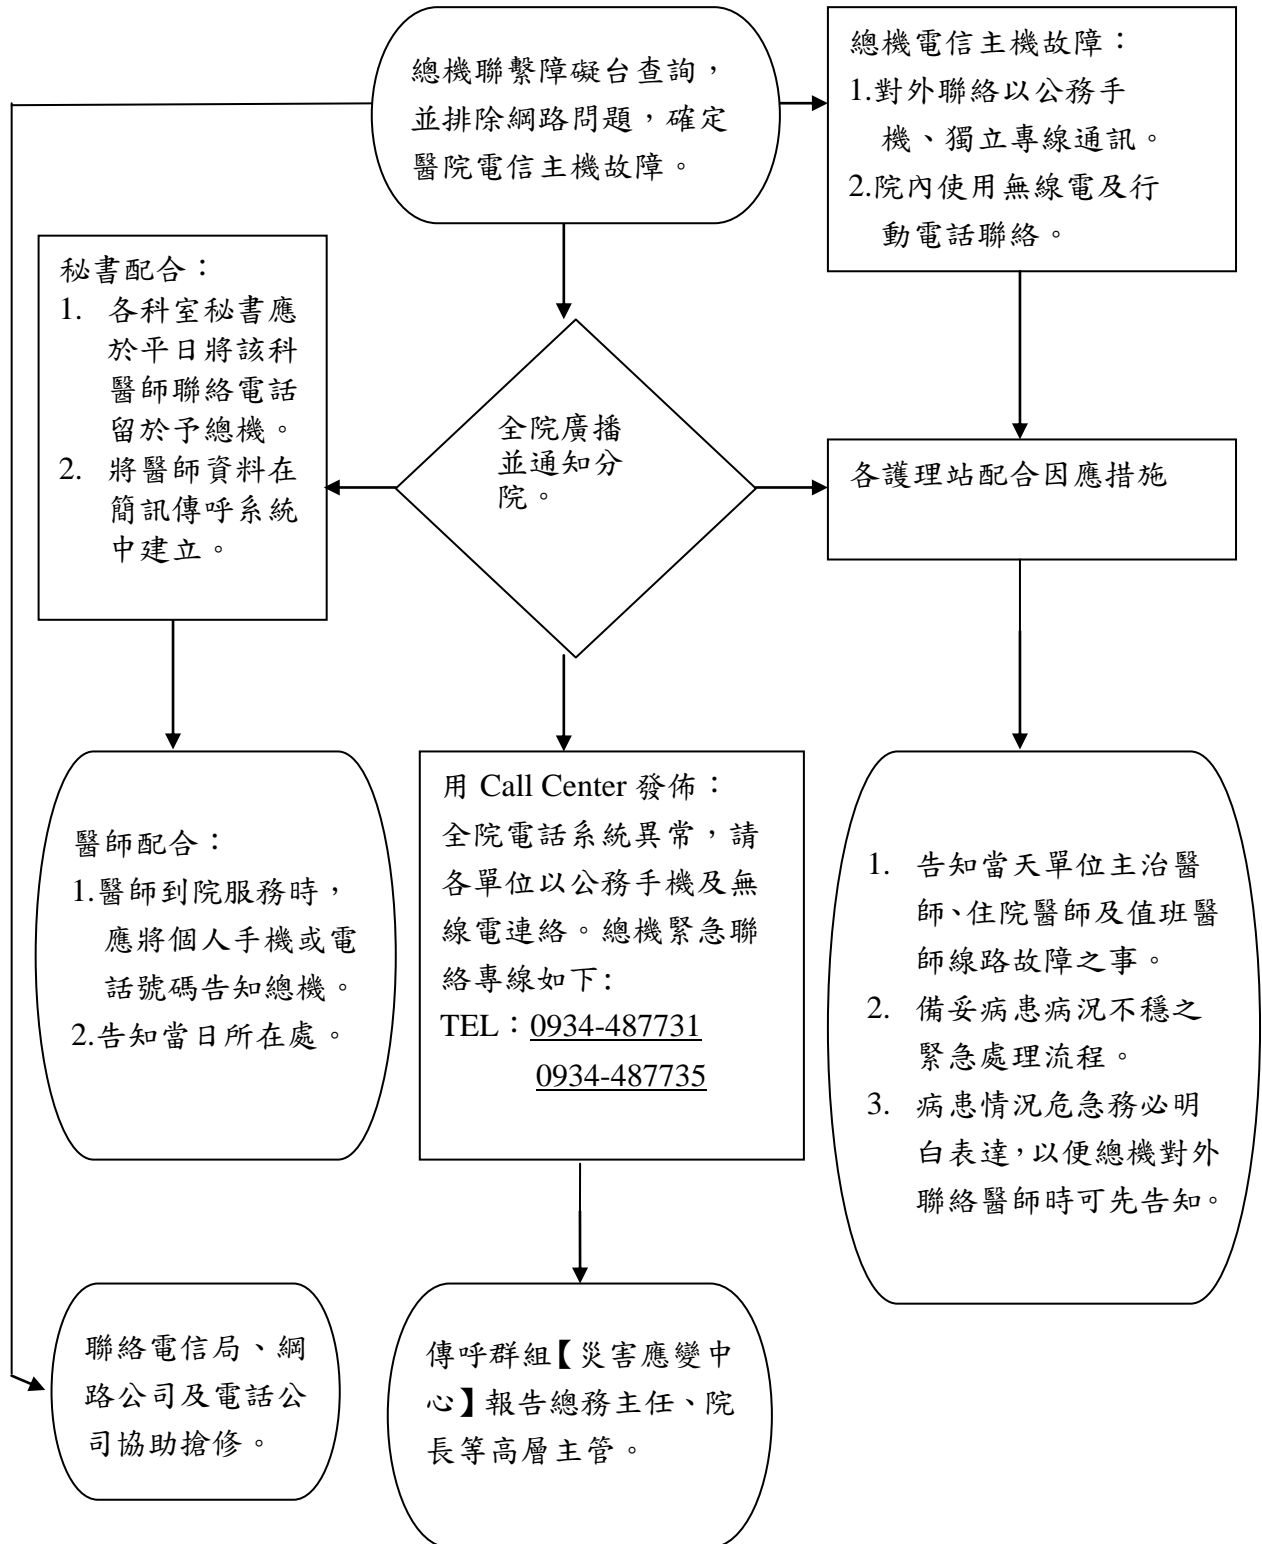 總機聯繫障礙台查詢，
並排除網路問題，確定
醫院電信主機故障。
總機電信主機故障：
1.對外聯絡以公務手
機、獨立專線通訊。
2.院內使用無線電及行
動電話聯絡。
秘書配合：
1. 各科室秘書應
於平日將該科
醫師聯絡電話
留於予總機。
2. 將醫師資料在
簡訊傳呼系統
中建立。
全院廣播
並通知分
院。
各護理站配合因應措施
醫師配合：
1.醫師到院服務時，
應將個人手機或電
話號碼告知總機。
2.告知當日所在處。
用 Call Center 發佈：
全院電話系統異常，請
各單位以公務手機及無
線電連絡。總機緊急聯
絡專線如下:
TEL：0934-487731
0934-487735
1. 告知當天單位主治醫
師、住院醫師及值班醫
師線路故障之事。
2. 備妥病患病況不穩之
緊急處理流程。
3. 病患情況危急務必明
白表達，以便總機對外
聯絡醫師時可先告知。
聯絡電信局、網
路公司及電話公
司協助搶修。
傳呼群組【災害應變中
心】報告總務主任、院
長等高層主管。